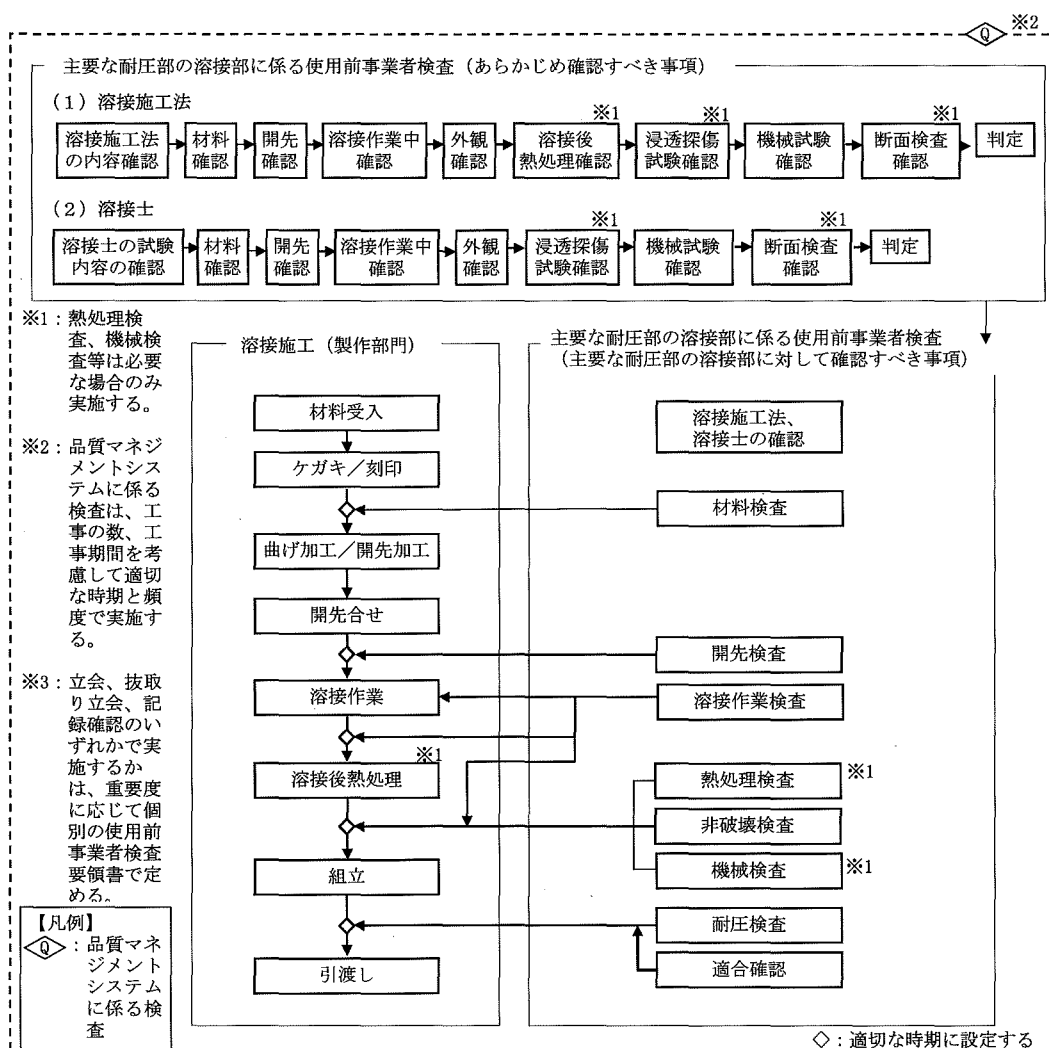 Q ※2
主要な耐圧部の溶接部に係る使用前事業者検査(あらかじめ確認すべき事項)
(1)溶接施工法
※1 ※1 ※1
溶接施工法
の内容確認
材料
確認
開先
確認
溶接作業中
確認
外観
確認
溶接後
熱処理確認
浸透探傷
試験確認
機械試験
確認
断面検査
確認
判定
(2)溶接士
※1 ※1
溶接士の試験
内容の確認
材料
確認
開先
確認
溶接作業中
確認
外観
確認
浸透探傷
試験確認
機械試験
確認
断面検査
確認
判定
※1:熱処理検
査、機械検
査等は必要
な場合のみ
実施する。
※2:品質マネジ
メントシス
テムに係る
検査は、工
事の数、工
事期間を考
慮して適切
な時期と頻
度で実施す
る。
※3:立会、抜取
り立会、記
録確認のい
ずれかで実
施するか
は、重要度
に応じて個
別の使用前
事業者検査
要領書で定
める。
【凡例】
Q:品質マネ
ジメント
システム
に係る検
査
溶接施工(製作部門)
材料受入
ケガキ/刻印
曲げ加工/開先加工
開先合せ
溶接作業
※1
溶接後熱処理
組立
引渡し
主要な耐圧部の溶接部に係る使用前事業者検査
(主要な耐圧部の溶接部に対して確認すべき事項)
溶接施工法、
溶接士の確認
材料検査
開先検査
溶接作業検査
熱処理検査 ※1
非破壊検査
機械検査 ※1
耐圧検査
適合確認
◇:適切な時期に設定する